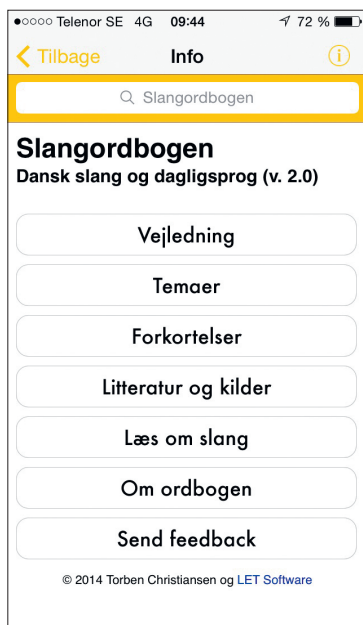 Telenor SE 4G 09:44 72 %
Tilbage Info
Slangordbogen
Slangordbogen
Dansk slang og dagligsprog (v. 2.0)
Vejledning
Temaer
Forkortelser
Litteratur og kilder
Læs om slang
Om ordbogen
Send feedback
© 2014 Torben Christiansen og LET Software